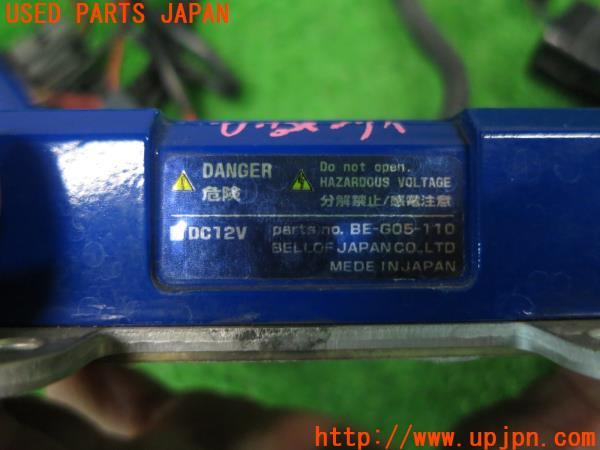 USED PARTS JAPAN
DANGER
危険
Do not open.
HAZARDOUS VOLTAGE
分解禁止/感電注意
DC12V
parts no. BE-G05-110
BELLOF JAPAN CO., LTD
MEDE IN JAPAN
http://www.upjpn.com/